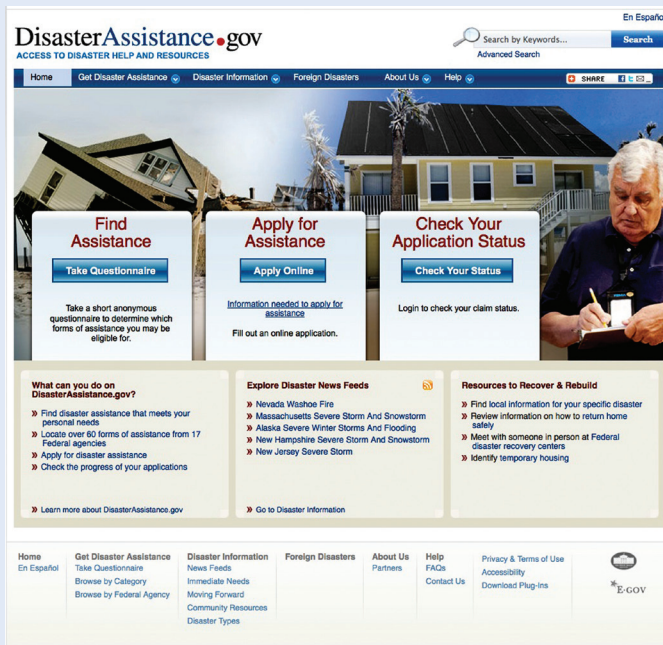 En Español
DisasterAssistance.gov
ACCESS TO DISASTER HELP AND RESOURCES
Search by Keywords...
Search
Advanced Search
Home
Get Disaster Assistance
Disaster Information
Foreign Disasters
About Us
Help
SHARE
Find
Assistance
Take Questionnaire
Take a short anonymous
questionnaire to determine which
forms of assistance you may be
eligible for.
Apply for
Assistance
Apply Online
Information needed to apply for
assistance
Fill out an online application.
Check Your
Application Status
Check Your Status
Login to check your claim status.
What can you do on
DisasterAssistance.gov?
» Find disaster assistance that meets your
personal needs
» Locate over 60 forms of assistance from 17
Federal agencies
» Apply for disaster assistance
» Check the progress of your applications
» Learn more about DisasterAssistance.gov
Explore Disaster News Feeds
» Nevada Washoe Fire
» Massachusetts Severe Storm And Snowstorm
» Alaska Severe Winter Storms And Flooding
» New Hampshire Severe Storm And Snowstorm
» New Jersey Severe Storm
» Go to Disaster Information
Resources to Recover & Rebuild
» Find local information for your specific disaster
» Review information on how to return home
safely
» Meet with someone in person at Federal
disaster recovery centers
» Identify temporary housing
Home
En Español
Get Disaster Assistance
Take Questionnaire
Browse by Category
Browse by Federal Agency
Disaster Information
News Feeds
Immediate Needs
Moving Forward
Community Resources
Disaster Types
Foreign Disasters
About Us
Partners
Help
FAQs
Contact Us
Privacy & Terms of Use
Accessibility
Download Plug-Ins
E-GOV